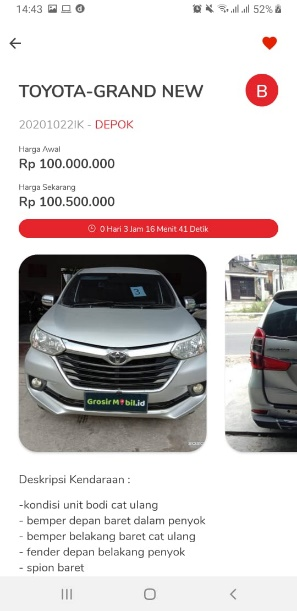 14:43 52%
TOYOTA-GRAND NEW
B
20201022IK - DEPOK
Harga Awal
Rp 100.000.000
Harga Sekarang
Rp 100.500.000
0 Hari 3 Jam 16 Menit 41 Detik
Grosir Mobil.id
Deskripsi Kendaraan :
-kondisi unit bodi cat ulang
- bemper depan baret dalam penyok
- bemper belakang baret cat ulang
- fender depan belakang penyok
- spion baret